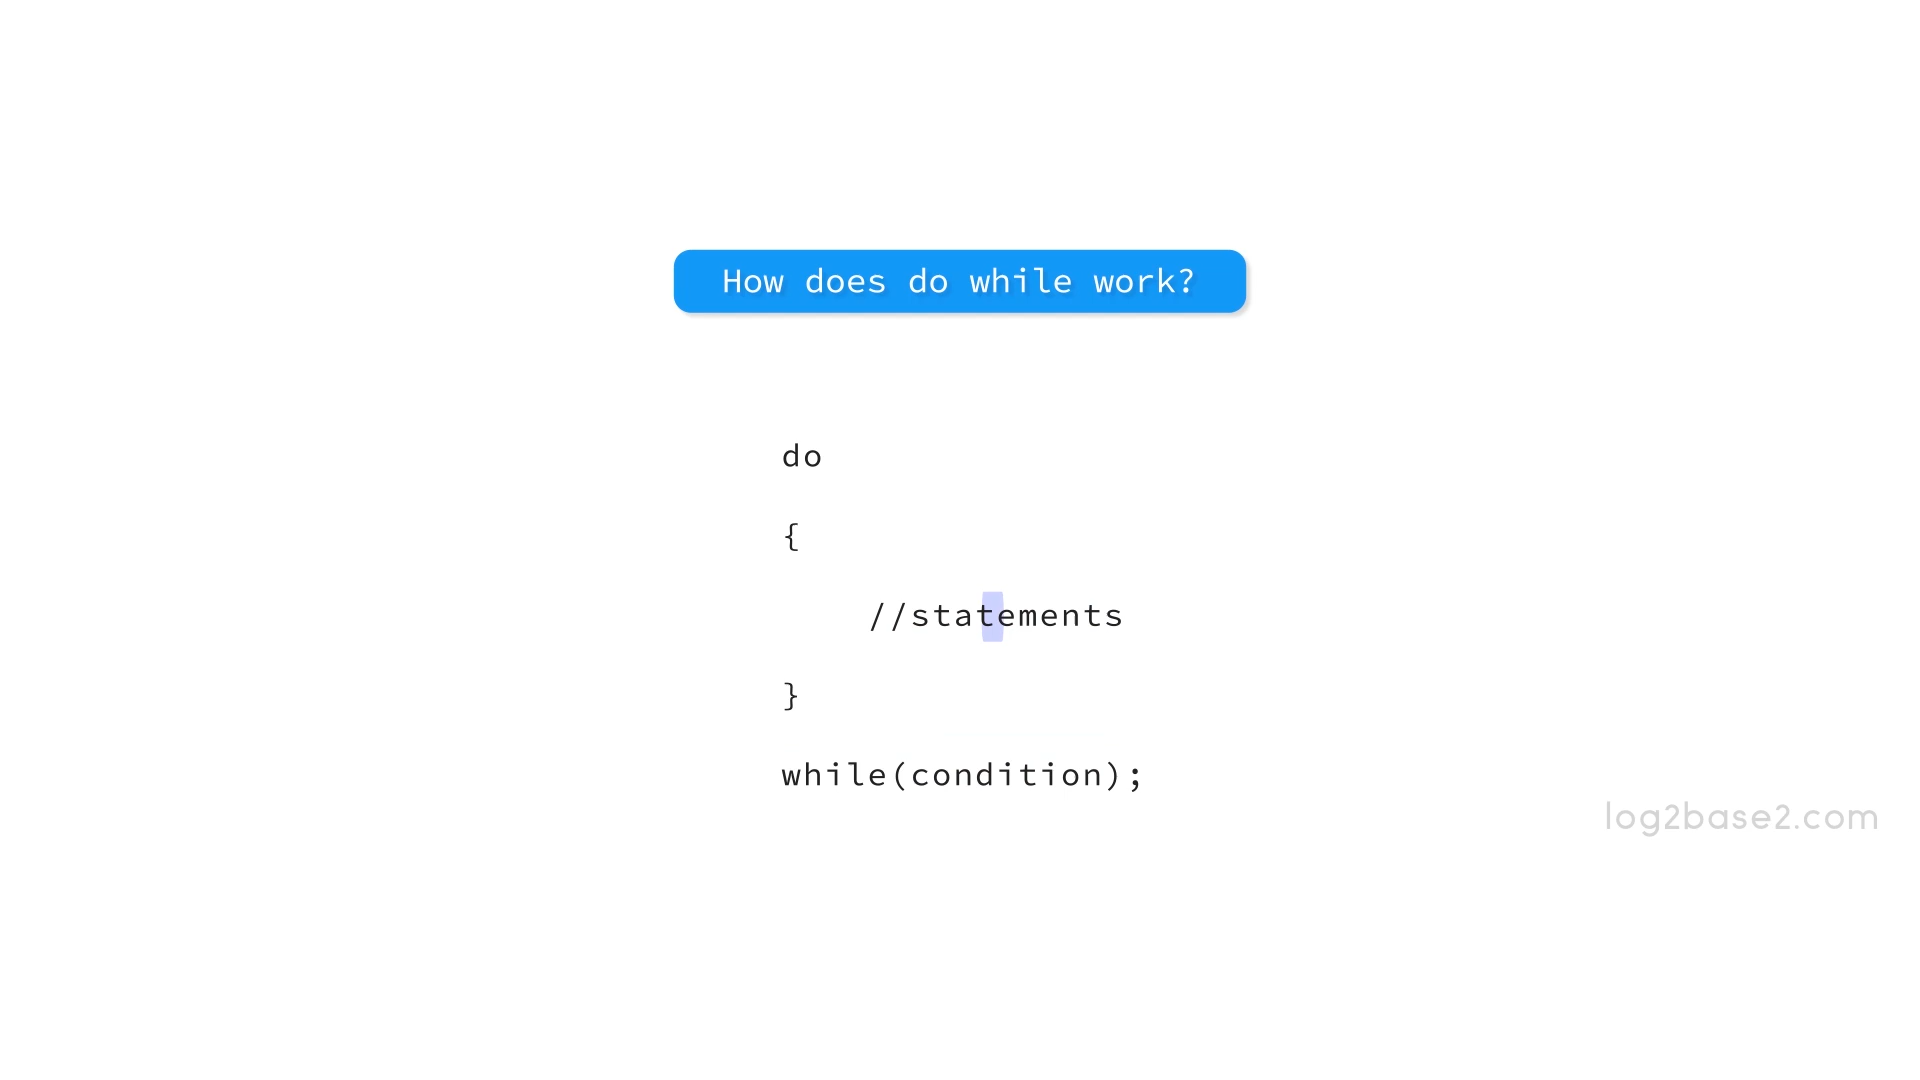 How does do while work?
do
{
//statements
}
while(condition);
log2base2.com